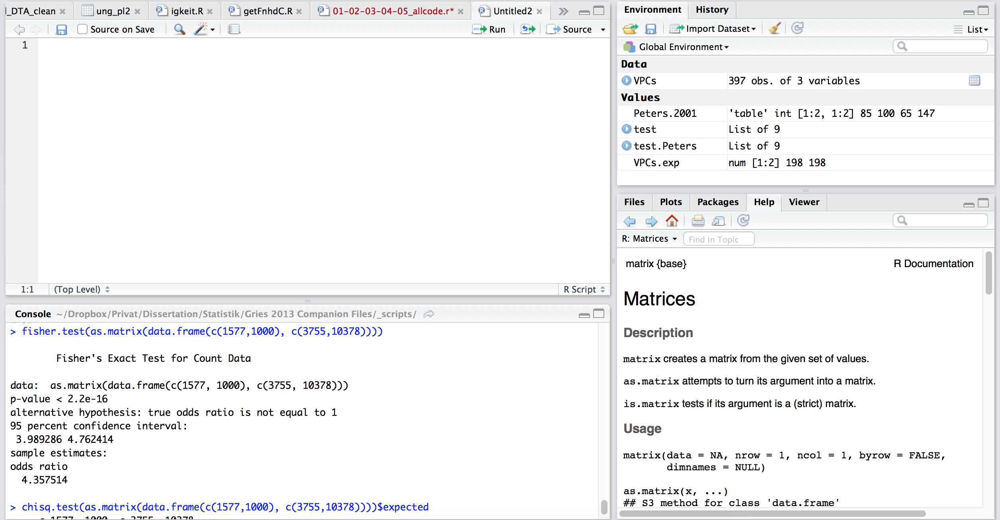 l_DTA_clean ung_pl2 igkeit.R getFnhdC.R 01-02-03-04-05_allcode.r* Untitled2
Source on Save Run Source
1
1:1 (Top Level) R Script
Console ~/Dropbox/Privat/Dissertation/Statistik/Gries 2013 Companion Files/_scripts/
> fisher.test(as.matrix(data.frame(c(1577,1000), c(3755,10378))))
Fisher's Exact Test for Count Data
data:  as.matrix(data.frame(c(1577, 1000), c(3755, 10378)))
p-value < 2.2e-16
alternative hypothesis: true odds ratio is not equal to 1
95 percent confidence interval:
3.989286 4.762414
sample estimates:
odds ratio
4.357514
> chisq.test(as.matrix(data.frame(c(1577,1000), c(3755,10378))))$expected
Environment History
Import Dataset List
Global Environment
Data
VPCs 397 obs. of 3 variables
Values
Peters.2001 'table' int [1:2, 1:2] 85 100 65 147
test List of 9
test.Peters List of 9
VPCs.exp num [1:2] 198 198
Files Plots Packages Help Viewer
R: Matrices Find in Topic
matrix {base} R Documentation
Matrices
Description
matrix creates a matrix from the given set of values.
as.matrix attempts to turn its argument into a matrix.
is.matrix tests if its argument is a (strict) matrix.
Usage
matrix(data = NA, nrow = 1, ncol = 1, byrow = FALSE,
dimnames = NULL)
as.matrix(x, ...)
## S3 method for class 'data.frame'